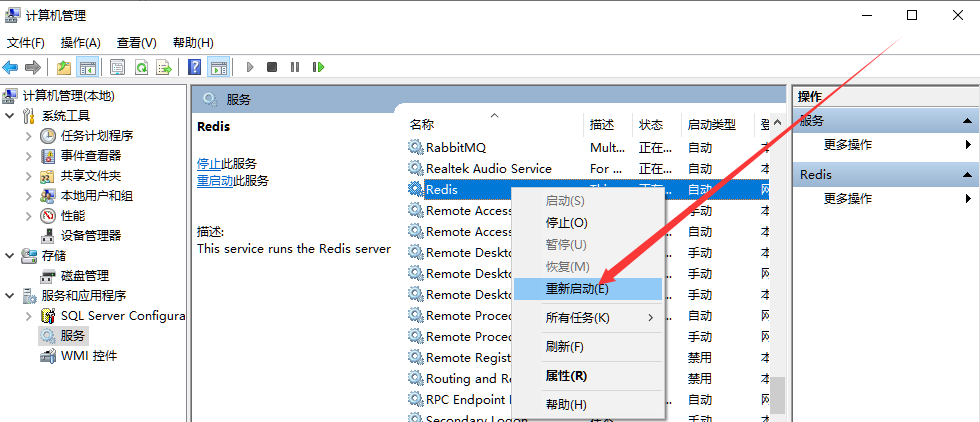 计算机管理
文件(F) 操作(A) 查看(V) 帮助(H)
计算机管理(本地)
系统工具
任务计划程序
事件查看器
共享文件夹
本地用户和组
性能
设备管理器
存储
磁盘管理
服务和应用程序
SQL Server Configura
服务
WMI 控件
服务
Redis
停止此服务
重启动此服务
描述:
This service runs the Redis server
名称 描述 状态 启动类型
RabbitMQ Mult... 正在... 自动 本
Realtek Audio Service For ... 正在... 自动 本
Redis 自动 网
Remote Access 手动 本
Remote Access 手动 本
Remote Deskto 手动 本
Remote Deskto 手动 本
Remote Deskto 手动 网
Remote Proced 自动 网
Remote Proced 手动 网
Remote Regist 禁用 本
Routing and Re 禁用 本
RPC Endpoint 自动 网
启动(S)
停止(O)
暂停(U)
恢复(M)
重新启动(E)
所有任务(K)
刷新(F)
属性(R)
帮助(H)
操作
服务
更多操作
Redis
更多操作